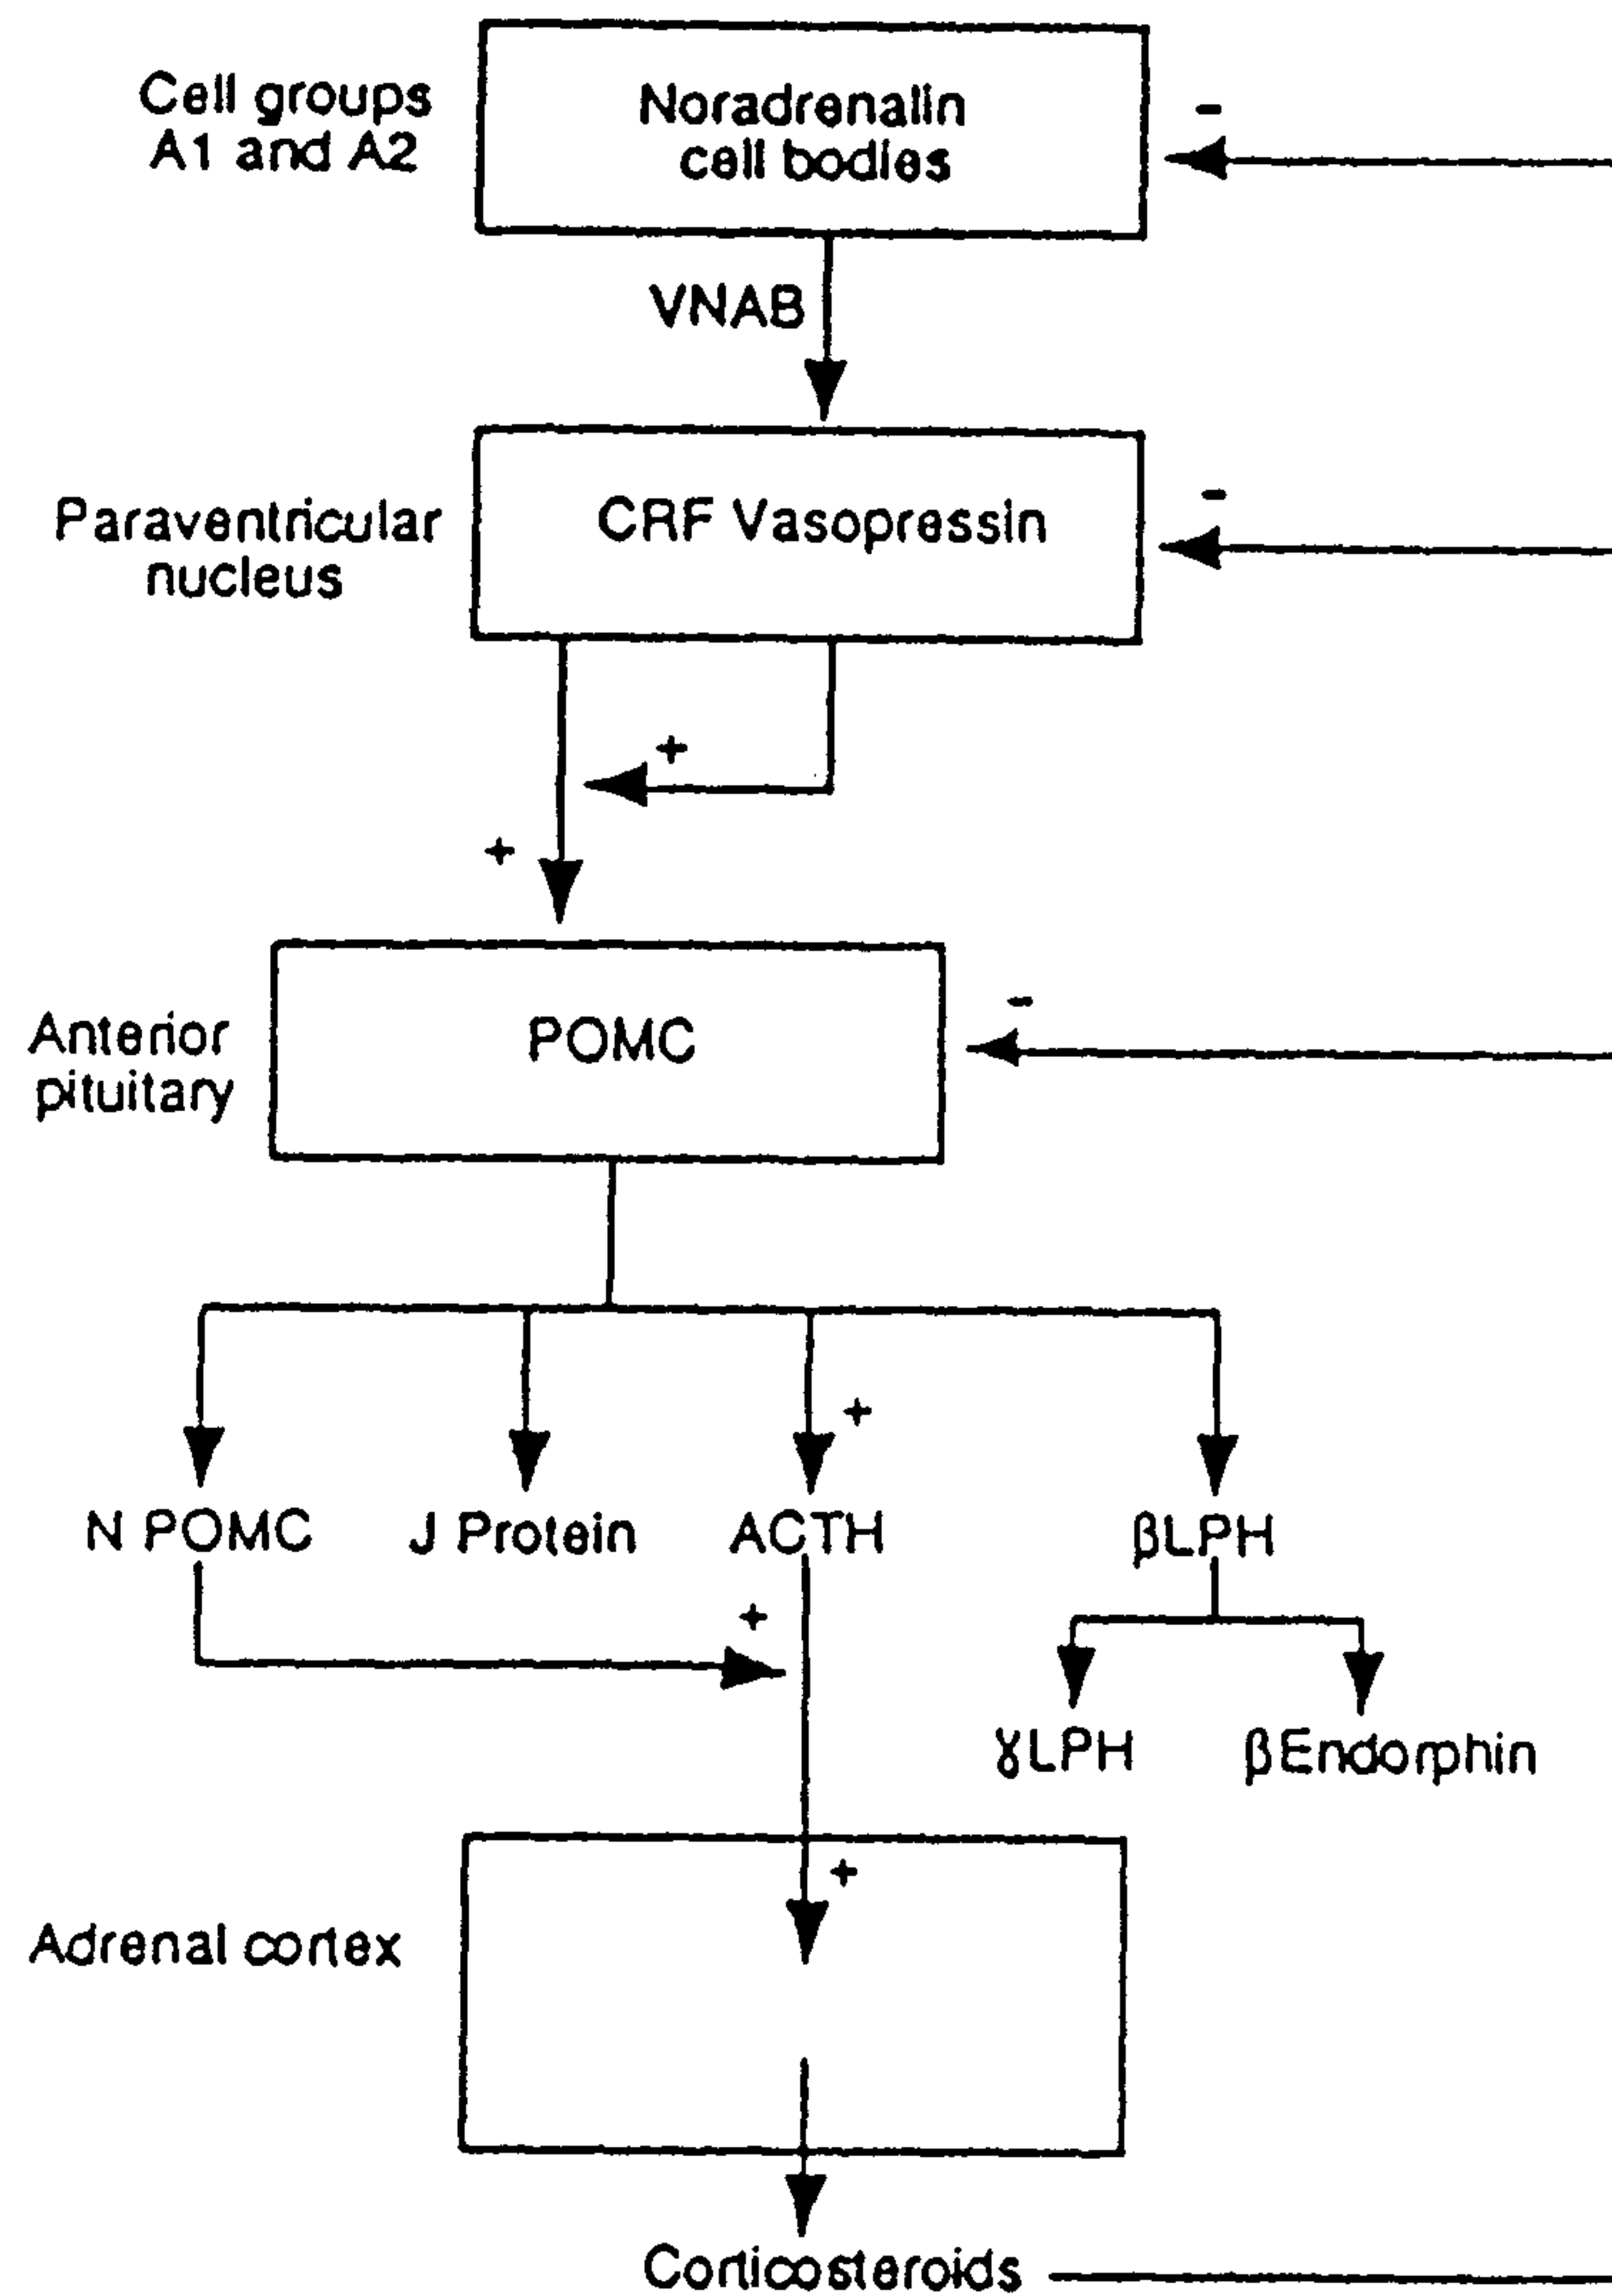 Cell groups
A1 and A2
Noradrenalin
cell bodies
-
VNAB
Paraventricular
nucleus
CRF Vasopressin
-
+
+
Anterior
pituitary
POMC
-
+
N POMC
J Protein
ACTH
βLPH
+
γLPH
βEndorphin
+
Adrenal cortex
Corticosteroids